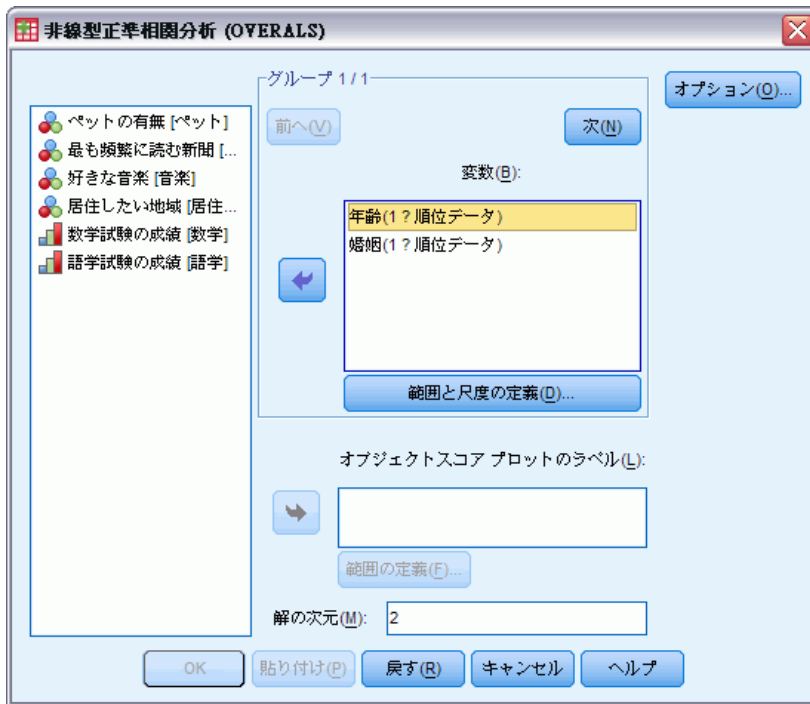 非線型正準相関分析 (OVERALS)
グループ 1 / 1
オプション(O)...
前へ(V)
次(N)
ペットの有無 [ペット]
最も頻繁に読む新聞 [...
好きな音楽 [音楽]
居住したい地域 [居住...
数学試験の成績 [数学]
語学試験の成績 [語学]
変数(B):
年齢(1 ? 順位データ)
婚姻(1 ? 順位データ)
範囲と尺度の定義(D)...
オブジェクトスコア プロットのラベル(L):
範囲の定義(F)...
解の次元(M): 2
OK 貼り付け(P) 戻す(R) キャンセル ヘルプ